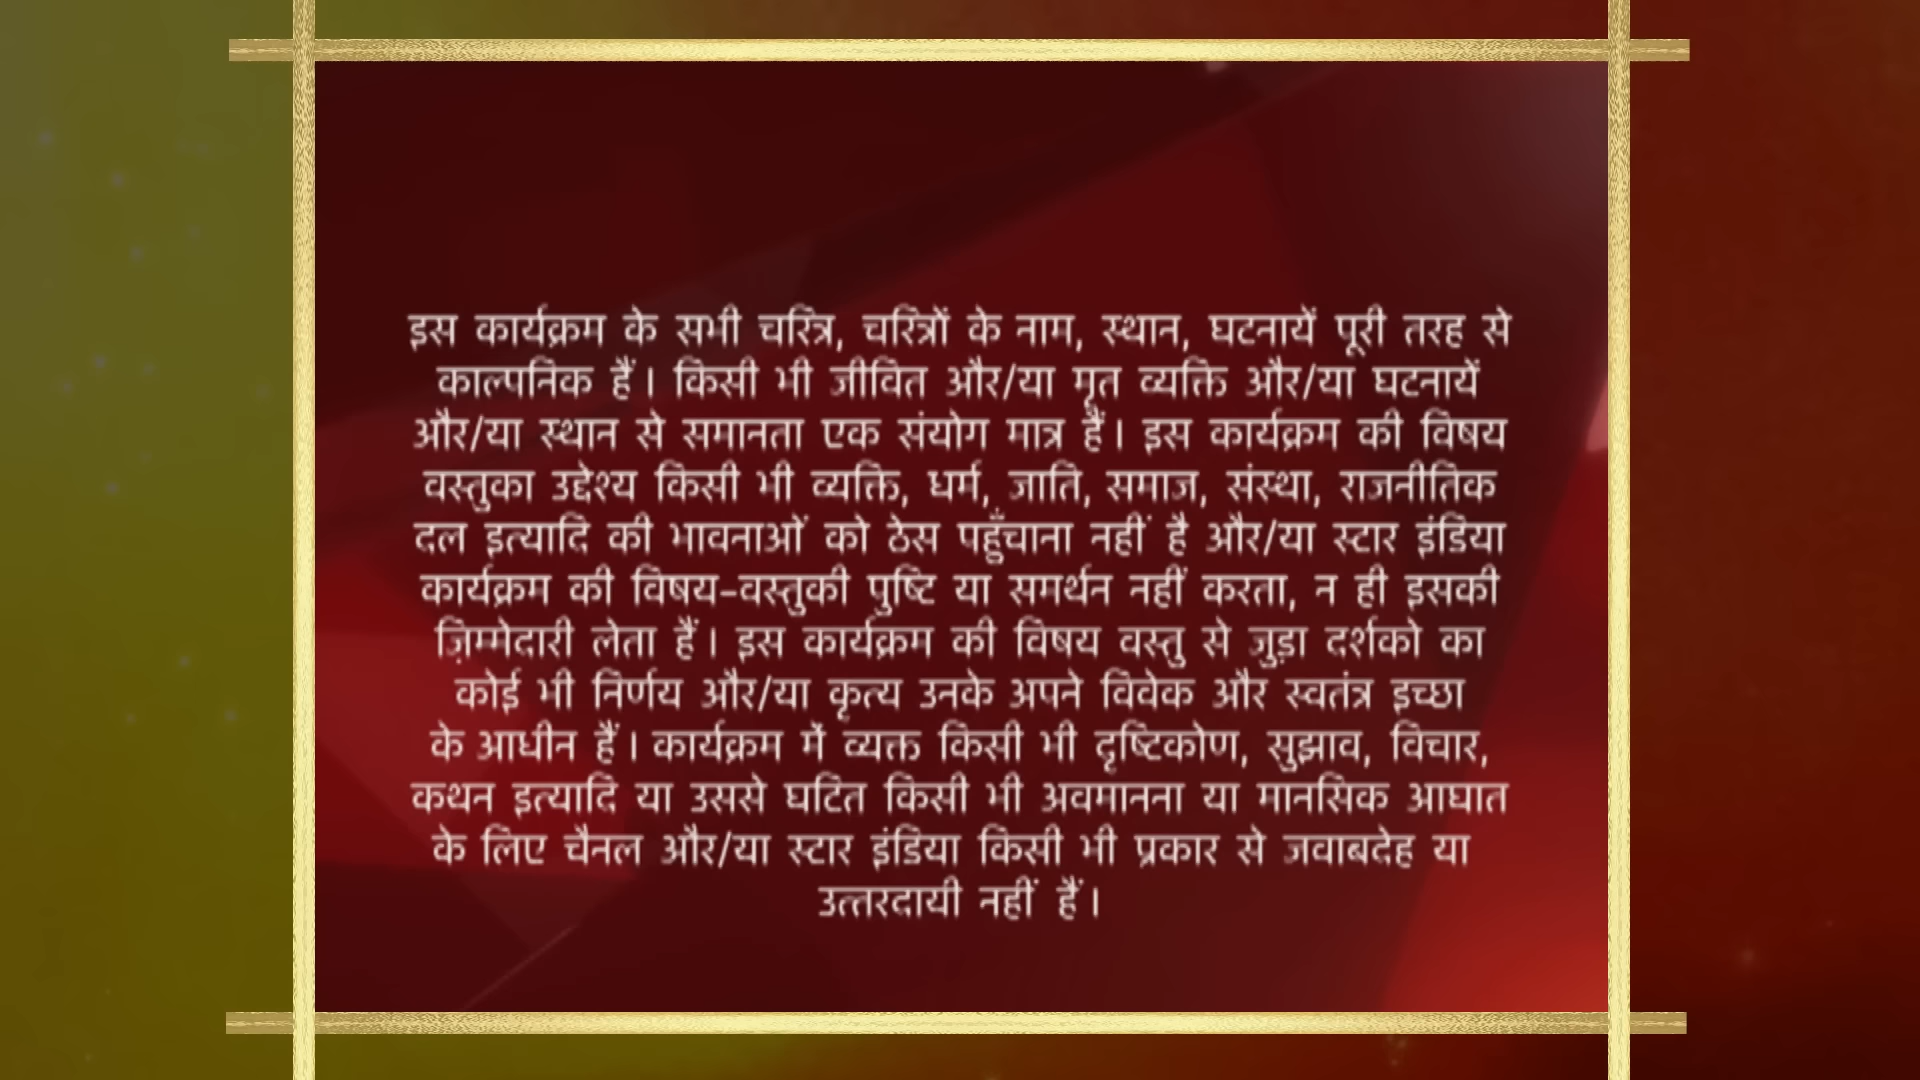 इस कार्यक्रम के सभी चरित्र, चरित्रों के नाम, स्थान, घटनायें पूरी तरह से
काल्पनिक हैं। किसी भी जीवित और/या मृत व्यक्ति और/या घटनायें
और/या स्थान से समानता एक संयोग मात्र हैं। इस कार्यक्रम की विषय
वस्तुका उद्देश्य किसी भी व्यक्ति, धर्म, जाति, समाज, संस्था, राजनीतिक
दल इत्यादि की भावनाओं को ठेस पहुँचाना नहीं है और/या स्टार इंडिया
कार्यक्रम की विषय-वस्तुकी पुष्टि या समर्थन नहीं करता, न ही इसकी
ज़िम्मेदारी लेता हैं। इस कार्यक्रम की विषय वस्तु से जुड़ा दर्शको का
कोई भी निर्णय और/या कृत्य उनके अपने विवेक और स्वतंत्र इच्छा
के आधीन हैं। कार्यक्रम में व्यक्त किसी भी दृष्टिकोण, सुझाव, विचार,
कथन इत्यादि या उससे घटित किसी भी अवमानना या मानसिक आघात
के लिए चैनल और/या स्टार इंडिया किसी भी प्रकार से जवाबदेह या
उत्तरदायी नहीं हैं।